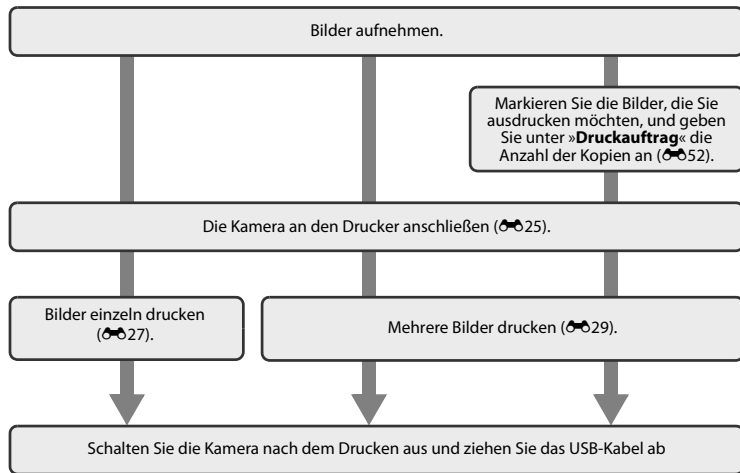 Bilder aufnehmen.
Markieren Sie die Bilder, die Sie
ausdrucken möchten, und geben
Sie unter »Druckauftrag« die
Anzahl der Kopien an (52).
Die Kamera an den Drucker anschließen (25).
Bilder einzeln drucken
(27).
Mehrere Bilder drucken (29).
Schalten Sie die Kamera nach dem Drucken aus und ziehen Sie das USB-Kabel ab